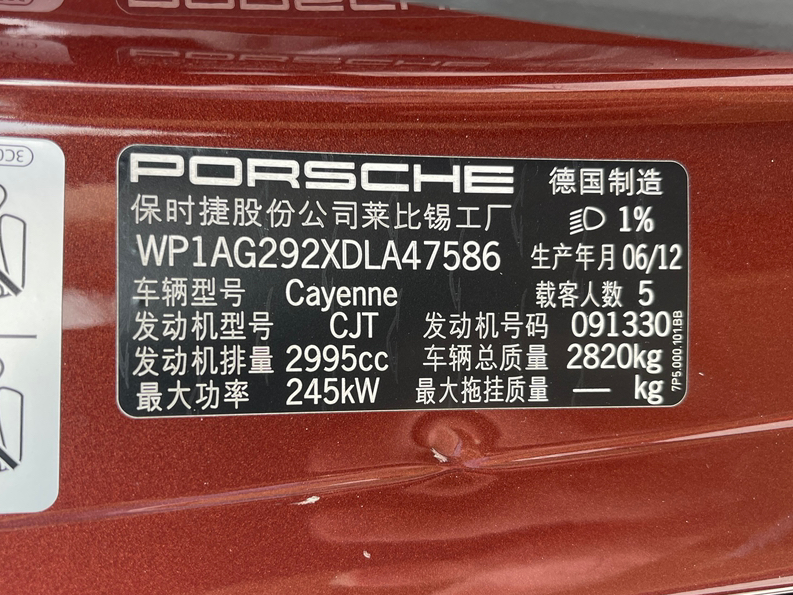 PORSCHE 德国制造
保时捷股份公司莱比锡工厂 1%
WP1AG292XDLA47586 生产年月 06/12
车辆型号 Cayenne 载客人数 5
发动机型号 CJT 发动机号码 091330
发动机排量 2995cc 车辆总质量 2820kg
最大功率 245kW 最大拖挂质量 — kg
7P5.000.101.BB